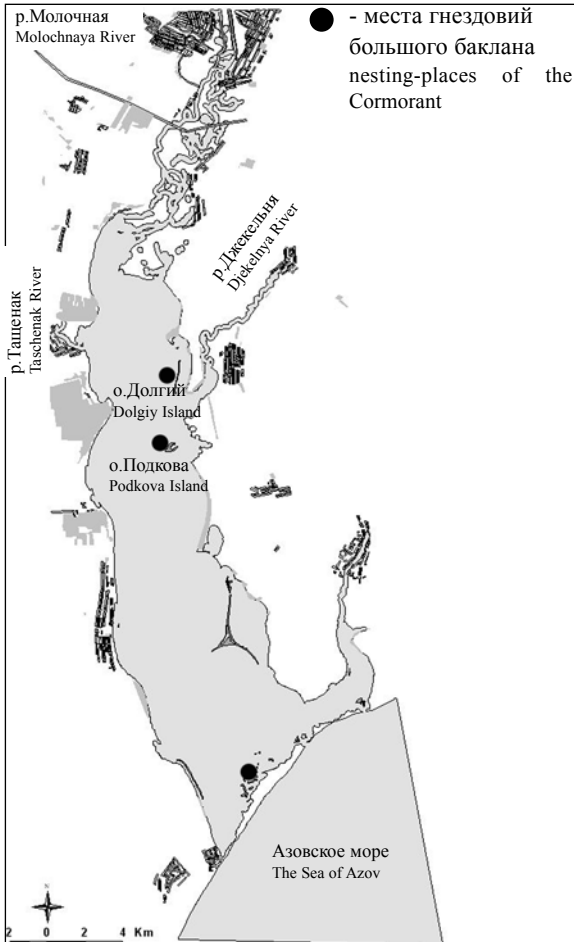 р.Молочная
Molochnaya River
- места гнездовий
большого баклана
nesting-places of the
Cormorant
р.Джекельня
Djekelnya River
р.Тащенак
Taschenak River
о.Долгий
Dolgiy Island
о.Подкова
Podkova Island
Азовское море
The Sea of Azov
N
2 0 2 4 Km